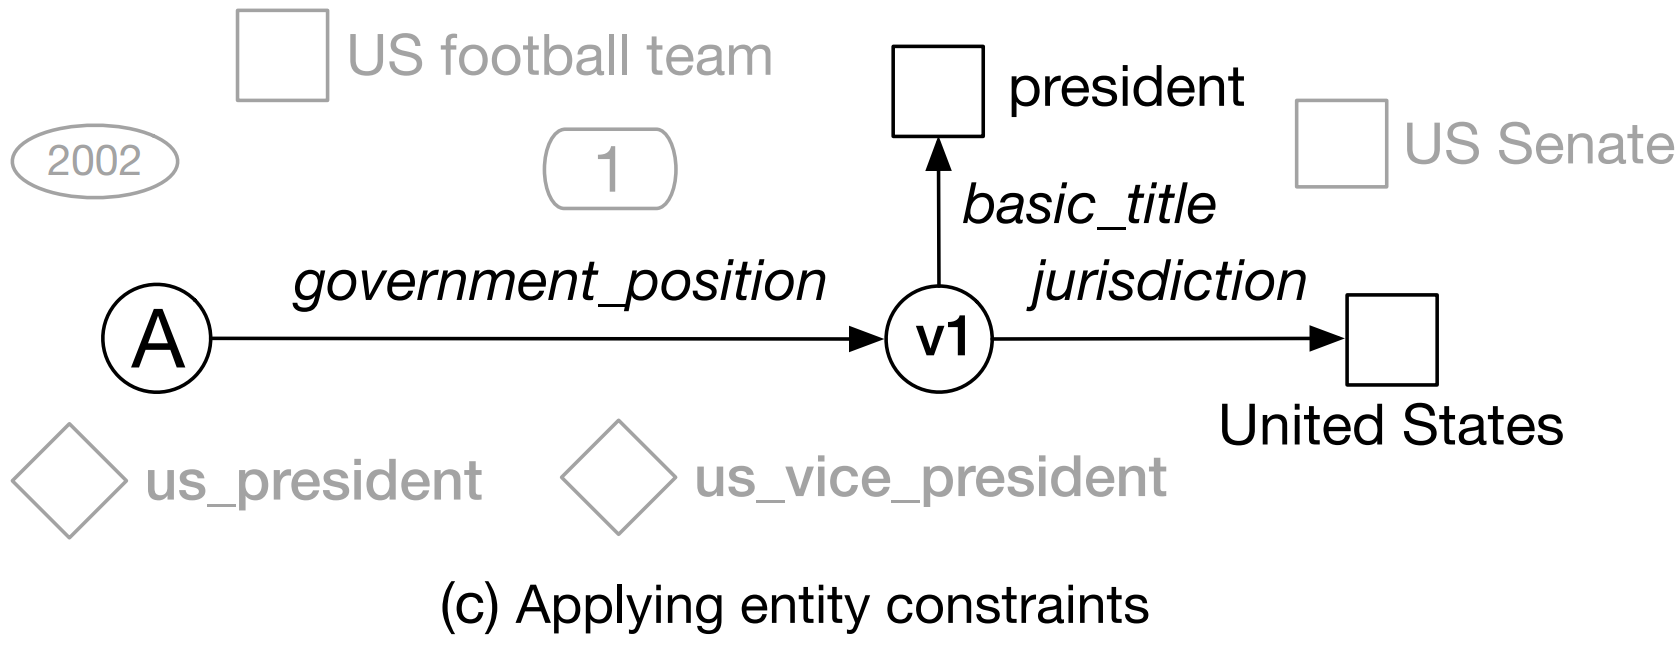 US football team
president
2002
1
US Senate
basic_title
government_position
jurisdiction
A
v1
United States
us_president
us_vice_president
(c) Applying entity constraints